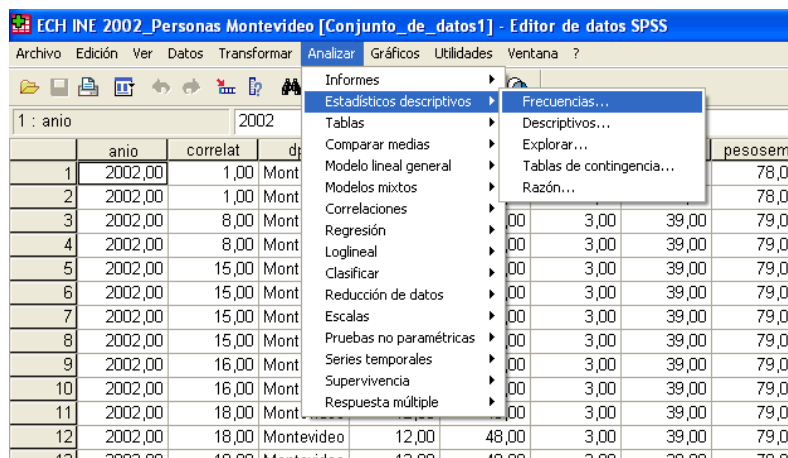 ECH INE 2002_Personas Montevideo [Conjunto_de_datos1] - Editor de datos SPSS
Archivo Edición Ver Datos Transformar Analizar Gráficos Utilidades Ventana ?
Informes
Estadísticos descriptivos
Tablas
Comparar medias
Modelo lineal general
Modelos mixtos
Correlaciones
Regresión
Loglineal
Clasificar
Reducción de datos
Escalas
Pruebas no paramétricas
Series temporales
Supervivencia
Respuesta múltiple
Frecuencias...
Descriptivos...
Explorar...
Tablas de contingencia...
Razón...
1 : anio 2002
anio correlat pesosem
1 2002,00 1,00 Mont 78,0
2 2002,00 1,00 Mont 78,0
3 2002,00 8,00 Mont ,00 3,00 39,00 79,0
4 2002,00 8,00 Mont ,00 3,00 39,00 79,0
5 2002,00 15,00 Mont ,00 3,00 39,00 79,0
6 2002,00 15,00 Mont ,00 3,00 39,00 79,0
7 2002,00 15,00 Mont ,00 3,00 39,00 79,0
8 2002,00 15,00 Mont ,00 3,00 39,00 79,0
9 2002,00 16,00 Mont ,00 3,00 39,00 79,0
10 2002,00 16,00 Mont ,00 3,00 39,00 79,0
11 2002,00 18,00 Mont 3,00 39,00 79,0
12 2002,00 18,00 Montevideo 12,00 48,00 3,00 39,00 79,0